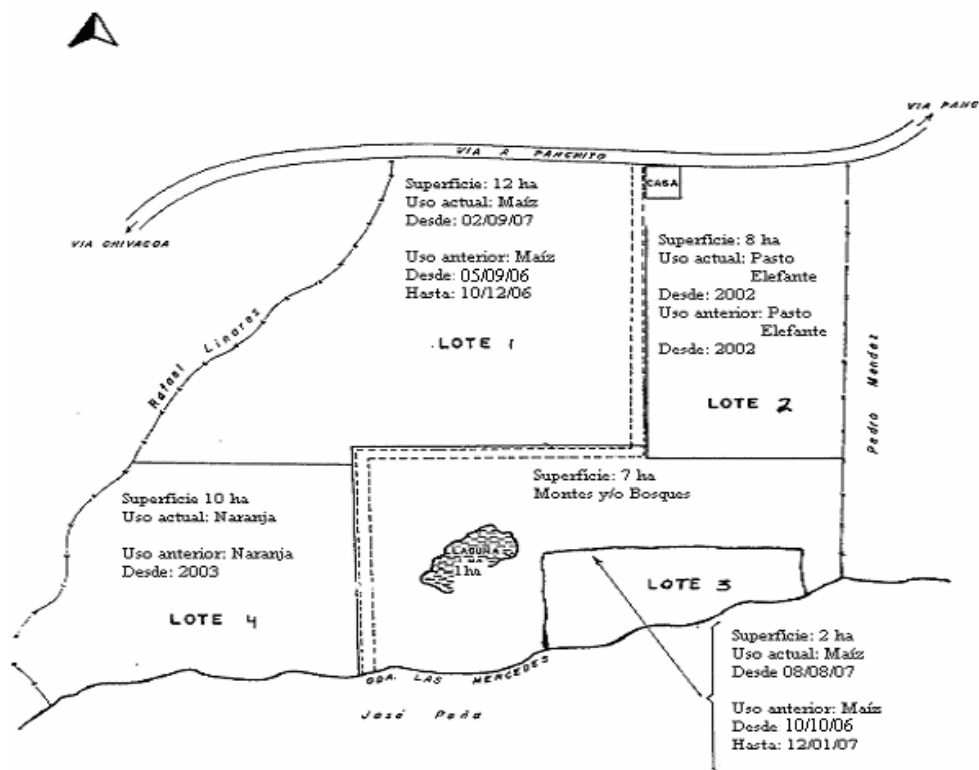 VIA PANC
VIA A PANCHITO
VIA CHIVACOA
Superficie: 12 ha
Uso actual: Maíz
Desde: 02/09/07
Uso anterior: Maíz
Desde: 05/09/06
Hasta: 10/12/06
LOTE 1
CASA
Superficie: 8 ha
Uso actual: Pasto
Elefante
Desde: 2002
Uso anterior: Pasto
Elefante
Desde: 2002
LOTE 2
Rafael Linarez
Pedro Mendez
Superficie 10 ha
Uso actual: Naranja
Uso anterior: Naranja
Desde: 2003
LOTE 4
Superficie: 7 ha
Montes y/o Bosques
LAGUNA
1 ha
LOTE 3
Superficie: 2 ha
Uso actual: Maíz
Desde 08/08/07
Uso anterior: Maíz
Desde 10/10/06
Hasta: 12/01/07
QDA. LAS MERCEDES
José Peña